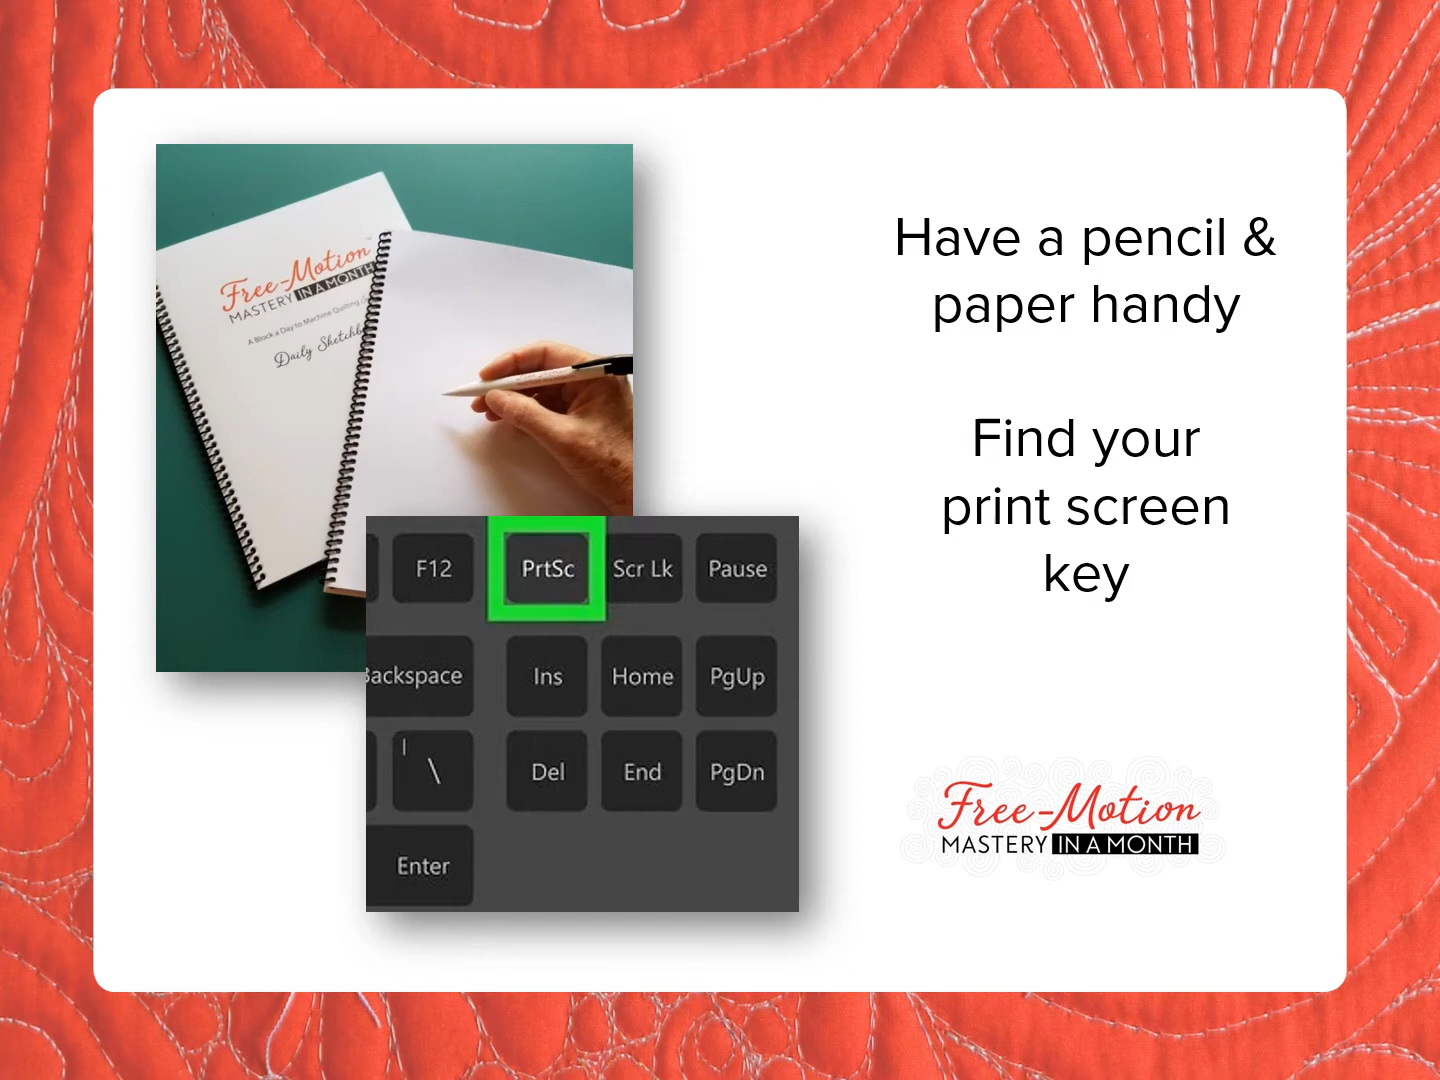 Have a pencil &
paper handy
Find your
print screen
key
Free-Motion
MASTERY IN A MONTH
A Block a Day to Machine Quilting
Daily
F12
PrtSc
Scr Lk
Pause
Backspace
Ins
Home
PgUp
|
\
Del
End
PgDn
Enter
Free-Motion
MASTERY IN A MONTH